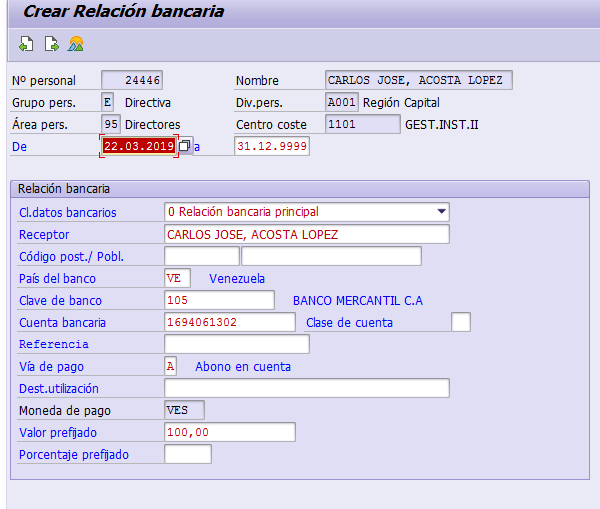 Crear Relación bancaria
Nº personal 24446 Nombre CARLOS JOSE, ACOSTA LOPEZ
Grupo pers. E Directiva Div.pers. A001 Región Capital
Área pers. 95 Directores Centro coste 1101 GEST.INST.II
De 22.03.2019 a 31.12.9999
Relación bancaria
Cl.datos bancarios 0 Relación bancaria principal
Receptor CARLOS JOSE, ACOSTA LOPEZ
Código post./ Pobl.
País del banco VE Venezuela
Clave de banco 105 BANCO MERCANTIL C.A
Cuenta bancaria 1694061302 Clase de cuenta
Referencia
Vía de pago A Abono en cuenta
Dest.utilización
Moneda de pago VES
Valor prefijado 100,00
Porcentaje prefijado